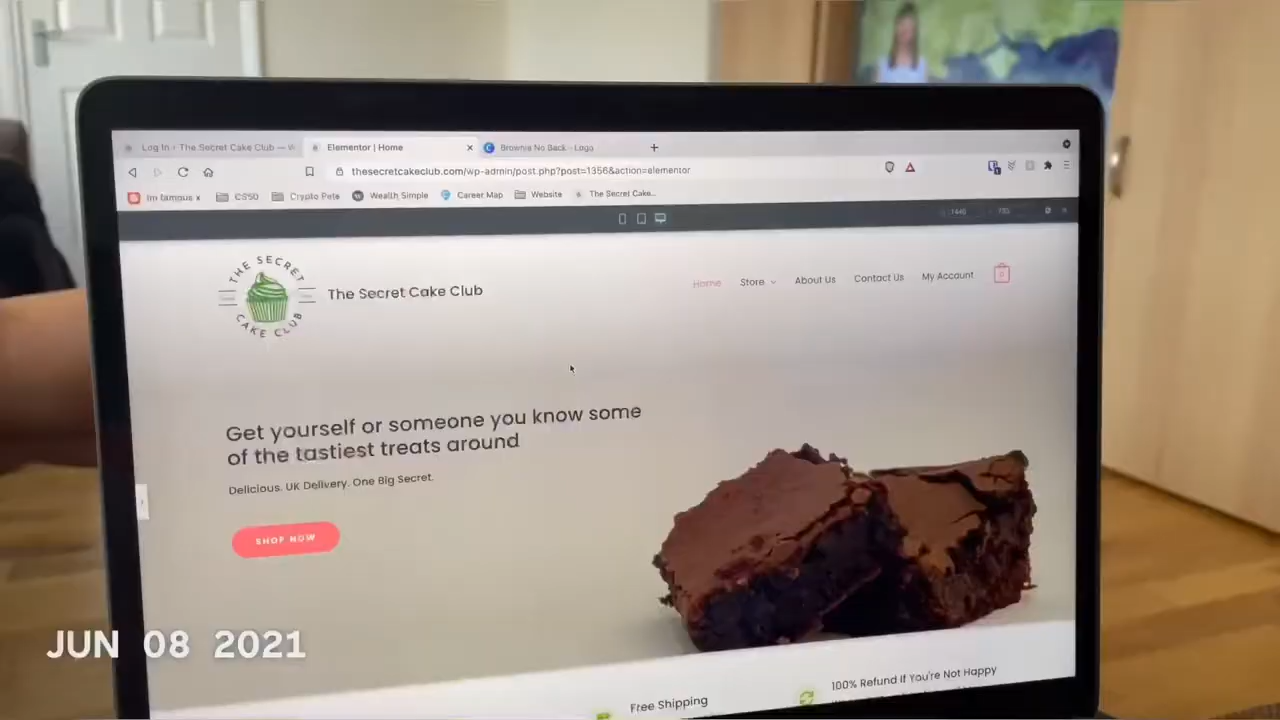 Log In ‹ The Secret Cake Club — W
Elementor | Home
Brownie No Back - Logo
thesecretcakeclub.com/wp-admin/post.php?post=1356&action=elementor
Im famous x
CS50
Crypto Pets
Wealth Simple
Career Map
Website
The Secret Cake...
THE SECRET
CAKE CLUB
The Secret Cake Club
Home
Store
About Us
Contact Us
My Account
0
Get yourself or someone you know some
of the tastiest treats around
Delicious. UK Delivery. One Big Secret.
SHOP NOW
JUN 08 2021
Free Shipping
100% Refund If You're Not Happy